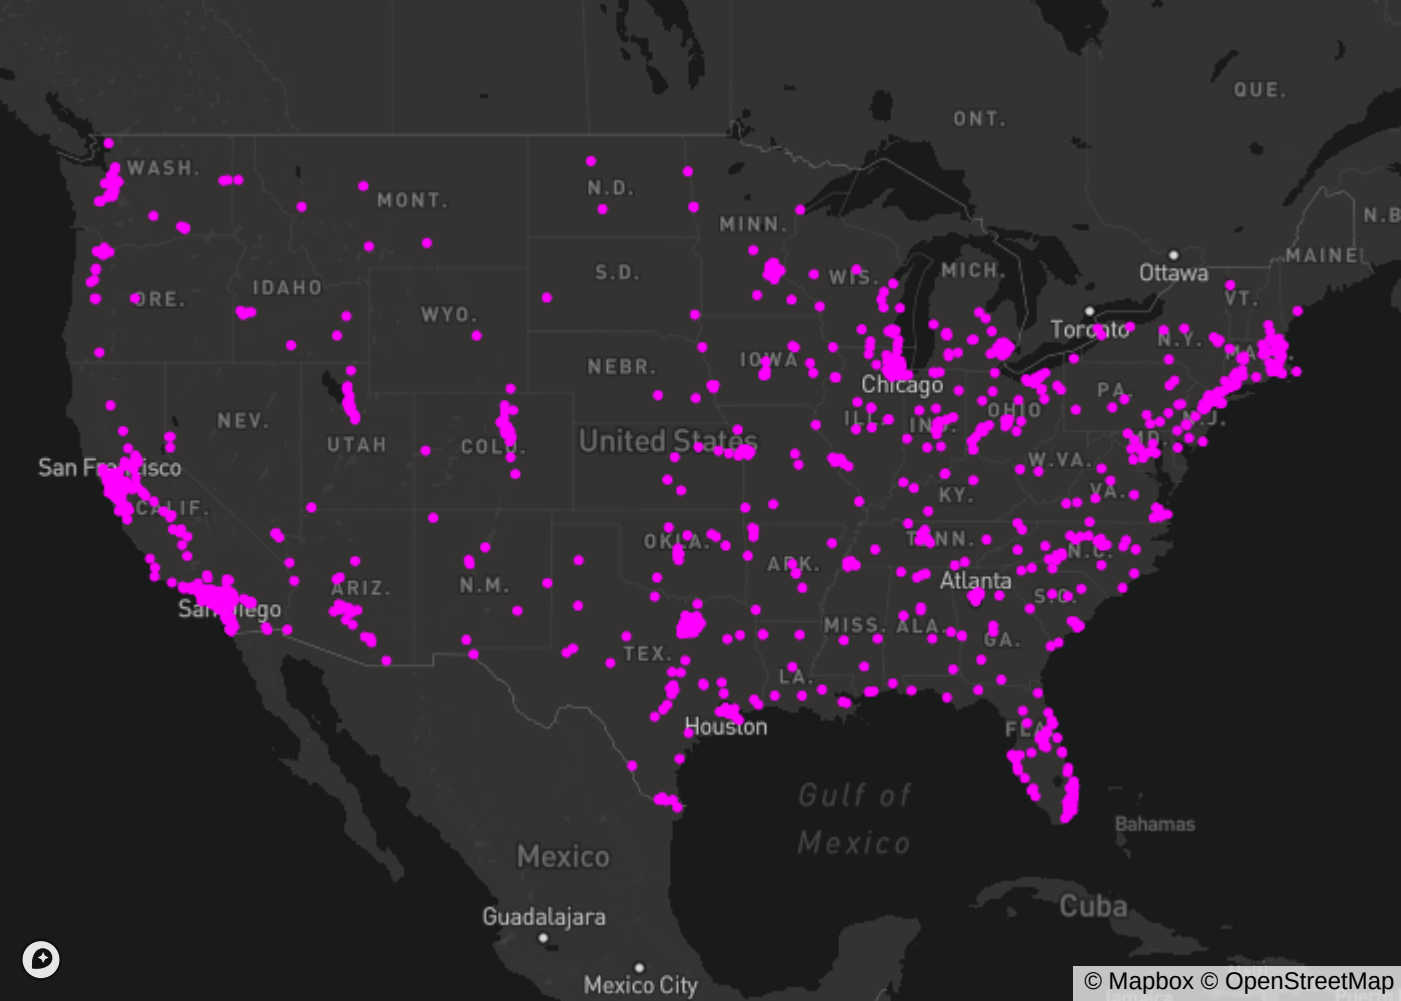 QUE.
ONT.
WASH.
MONT.
N.D.
N.B
MINN.
MAINE
Ottawa
S.D.
WIS.
MICH.
IDAHO
ORE.
VT.
WYO.
Toronto
N.Y.
NEBR.
IOWA
Chicago
PA.
NEV.
UTAH
COLO.
United States
ILL.
IND.
OHIO
N.J.
MD.
San Francisco
W.VA.
CALIF.
KY.
VA.
OKLA.
TENN.
N.C.
ARIZ.
N.M.
ARK.
Atlanta
San Diego
S.C.
MISS.
ALA.
GA.
TEX.
LA.
Houston
FLA.
Gulf of
Mexico
Bahamas
Mexico
Cuba
Guadalajara
Mexico City
© Mapbox © OpenStreetMap